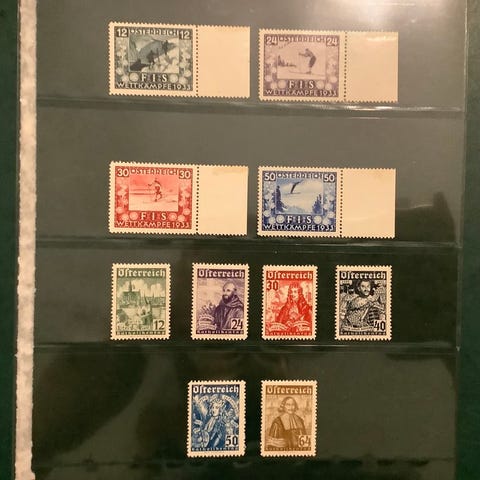 12 12
ÖSTERREICH
FIS
WETTKÄMPFE 1933
24 24
ÖSTERREICH
FIS
WETTKÄMPFE 1933
30 30
ÖSTERREICH
FIS
WETTKÄMPFE 1933
50 50
ÖSTERREICH
FIS
WETTKÄMPFE 1933
Österreich
12
Katholikentag
Österreich
24
Katholikentag
Österreich
30
Katholikentag
Österreich
40
Katholikentag
Österreich
50
Katholikentag
Österreich
64
Katholikentag